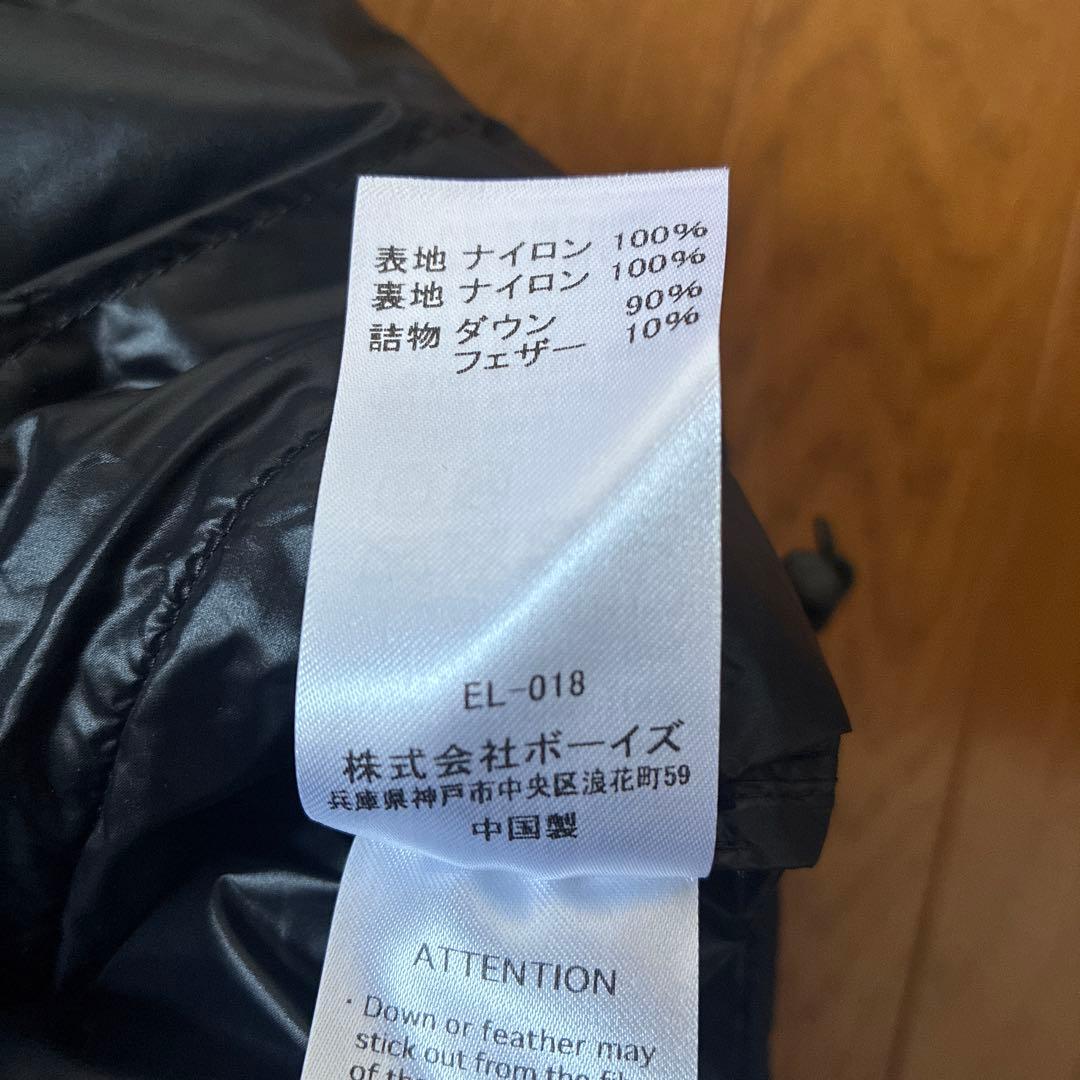 表地 ナイロン 100%
裏地 ナイロン 100%
詰物 ダウン 90%
フェザー 10%
EL-018
株式会社ボーイズ
兵庫県神戸市中央区浪花町59
中国製
ATTENTION
· Down or feather may
stick out from the
of